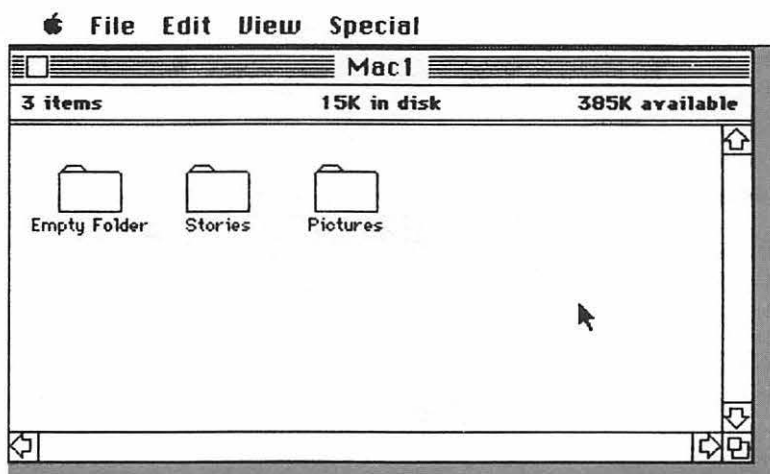 File Edit View Special
Mac1
3 items 15K in disk 385K available
Empty Folder Stories Pictures